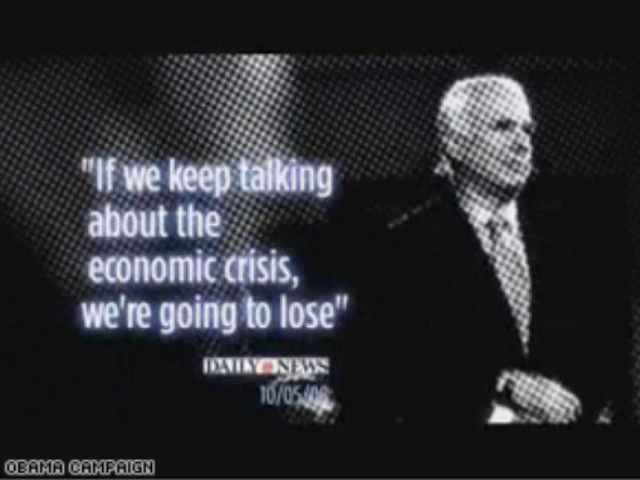 "If we keep talking
about the
economic crisis,
we're going to lose"
DAILY NEWS
10/05/08
OBAMA CAMPAIGN